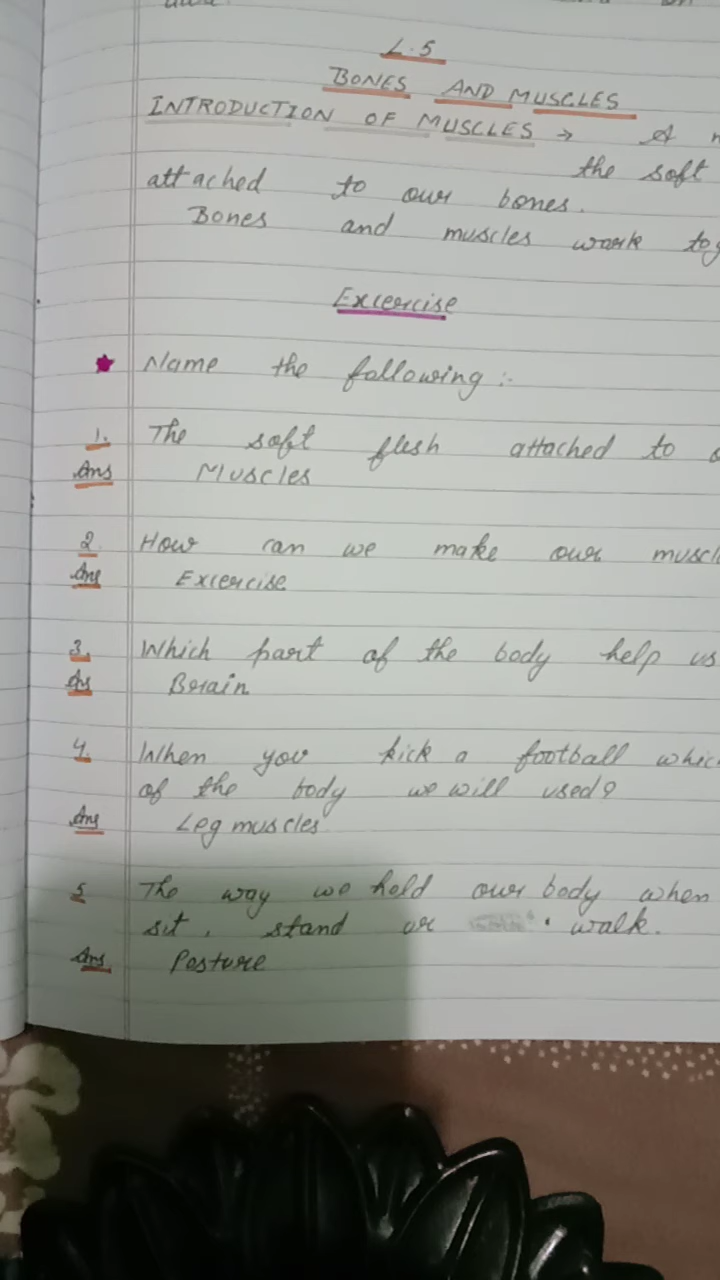 L.5
BONES AND MUSCLES
INTRODUCTION OF MUSCLES → A
the soft
attached to our bones.
Bones and muscles work tog
Excercise
★ Name the following :-
1. The soft flesh attached to
Ans Muscles
2. How can we make our muscl
Ans Excercise
3. Which part of the body help us
Ans Brain
4. When you kick a football whic
of the body we will used?
Ans Leg muscles
5 The way we hold our body when
sit, stand or walk.
Ans Posture